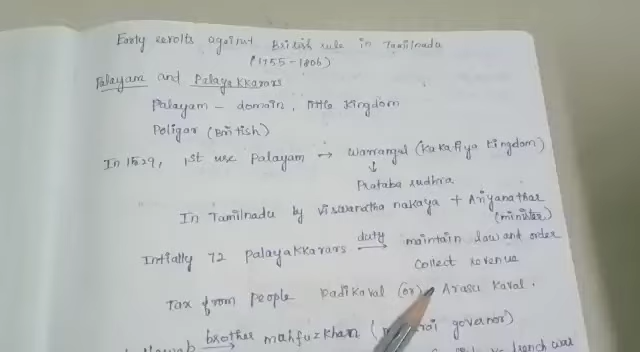 Early revolts against British rule in Tamilnadu
(1755-1806)
Palayam and Palayakkarars
Palayam - domain, little kingdom
Poligar (British)
In 1529, 1st use Palayam → Warrangal (Kakatiya kingdom)
↓
Prataba rudhra
In Tamilnadu by Viswanatha nakaya + Ariyanathar
(minister)
Intially 72 Palayakkarars duty → maintain law and order
collect revenue
Tax from people Padikaval (or) Arasu Kaval.
brother → mahfuzkhan ( governor)